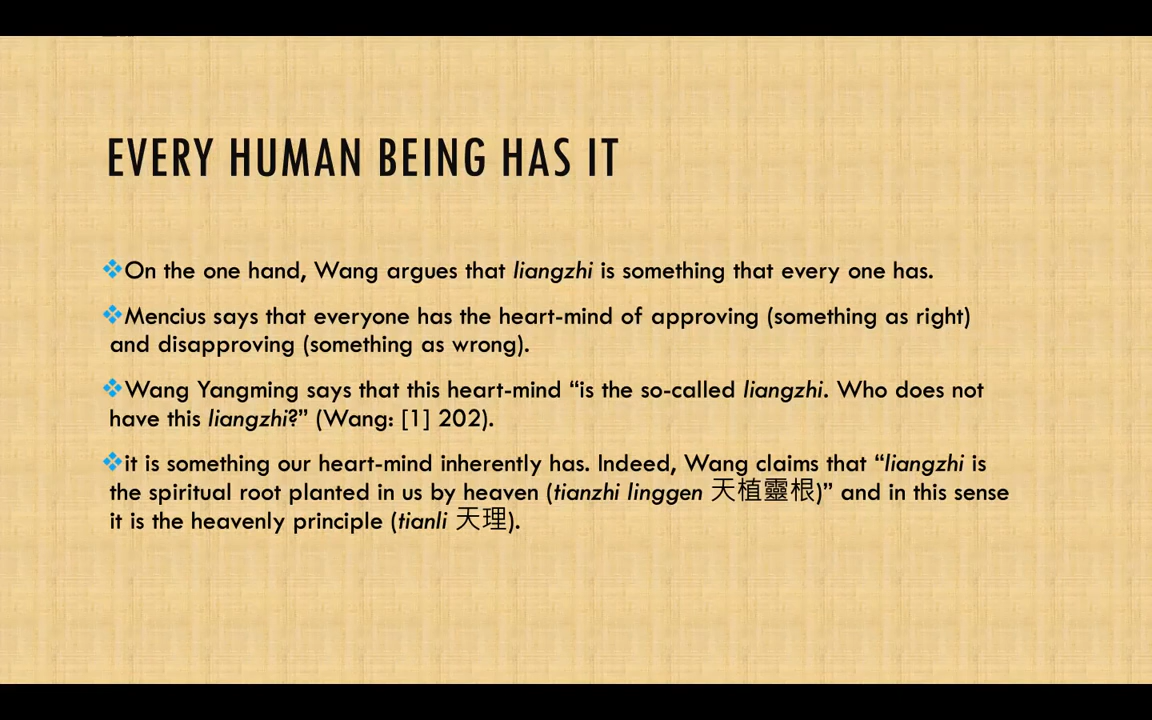 EVERY HUMAN BEING HAS IT
❖On the one hand, Wang argues that liangzhi is something that every one has.
❖Mencius says that everyone has the heart-mind of approving (something as right)
and disapproving (something as wrong).
❖Wang Yangming says that this heart-mind “is the so-called liangzhi. Who does not
have this liangzhi?” (Wang: [1] 202).
❖it is something our heart-mind inherently has. Indeed, Wang claims that “liangzhi is
the spiritual root planted in us by heaven (tianzhi linggen 天植靈根)” and in this sense
it is the heavenly principle (tianli 天理).